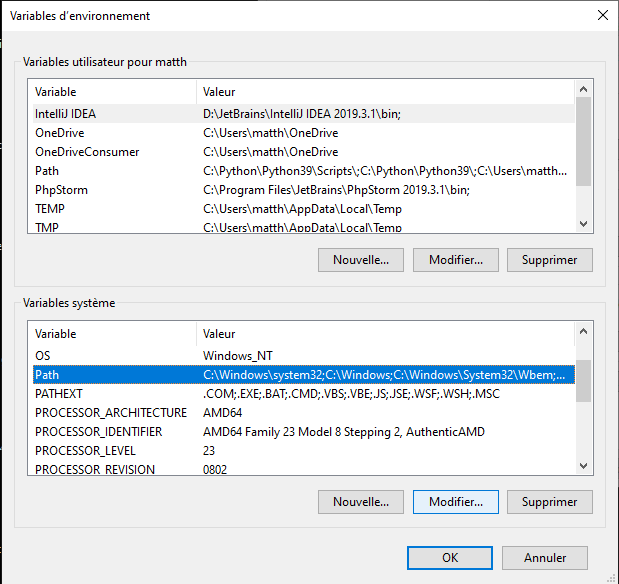 Variables d'environnement
Variables utilisateur pour matth
Variable Valeur
IntelliJ IDEA D:\JetBrains\IntelliJ IDEA 2019.3.1\bin;
OneDrive C:\Users\matth\OneDrive
OneDriveConsumer C:\Users\matth\OneDrive
Path C:\Python\Python39\Scripts\;C:\Python\Python39\;C:\Users\matth...
PhpStorm C:\Program Files\JetBrains\PhpStorm 2019.3.1\bin;
TEMP C:\Users\matth\AppData\Local\Temp
TMP C:\Users\matth\AppData\Local\Temp
Nouvelle... Modifier... Supprimer
Variables système
Variable Valeur
OS Windows_NT
Path C:\Windows\system32;C:\Windows;C:\Windows\System32\Wbem;...
PATHEXT .COM;.EXE;.BAT;.CMD;.VBS;.VBE;.JS;.JSE;.WSF;.WSH;.MSC
PROCESSOR_ARCHITECTURE AMD64
PROCESSOR_IDENTIFIER AMD64 Family 23 Model 8 Stepping 2, AuthenticAMD
PROCESSOR_LEVEL 23
PROCESSOR_REVISION 0802
Nouvelle... Modifier... Supprimer
OK Annuler